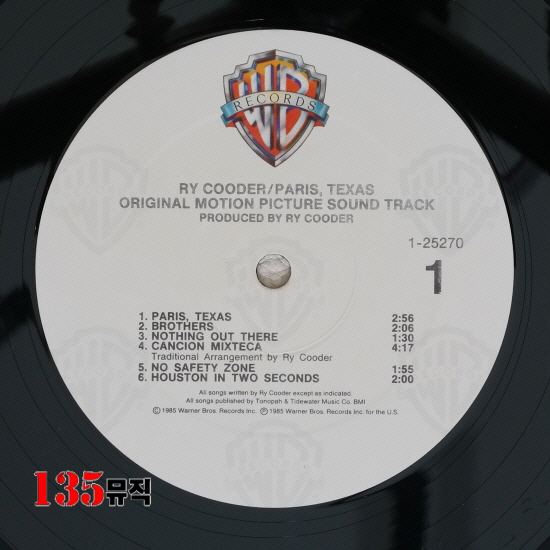 WB
RECORDS
RY COODER/PARIS, TEXAS
ORIGINAL MOTION PICTURE SOUND TRACK
PRODUCED BY RY COODER
1-25270
1
1. PARIS, TEXAS 2:56
2. BROTHERS 2:06
3. NOTHING OUT THERE 1:30
4. CANCION MIXTECA 4:17
Traditional Arrangement by Ry Cooder
5. NO SAFETY ZONE 1:55
6. HOUSTON IN TWO SECONDS 2:00
All songs written by Ry Cooder except as indicated.
All songs published by Tonopah & Tidewater Music Co. BMI
©1985 Warner Bros. Records Inc. ℗1985 Warner Bros. Records Inc. for the U.S.
135뮤직